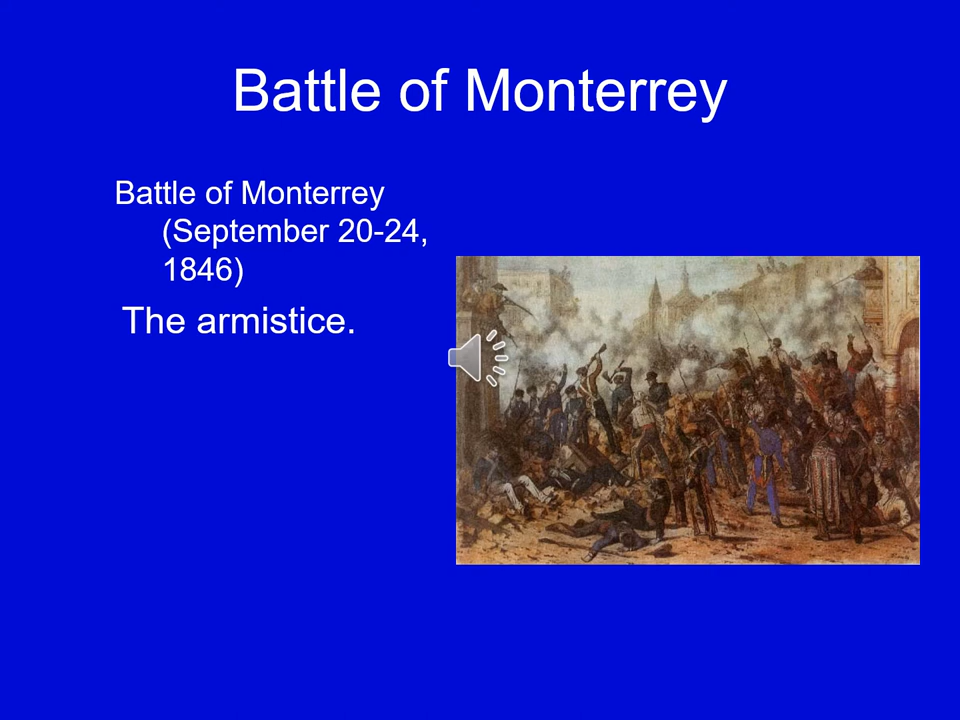 Battle of Monterrey
Battle of Monterrey
(September 20-24,
1846)
The armistice.